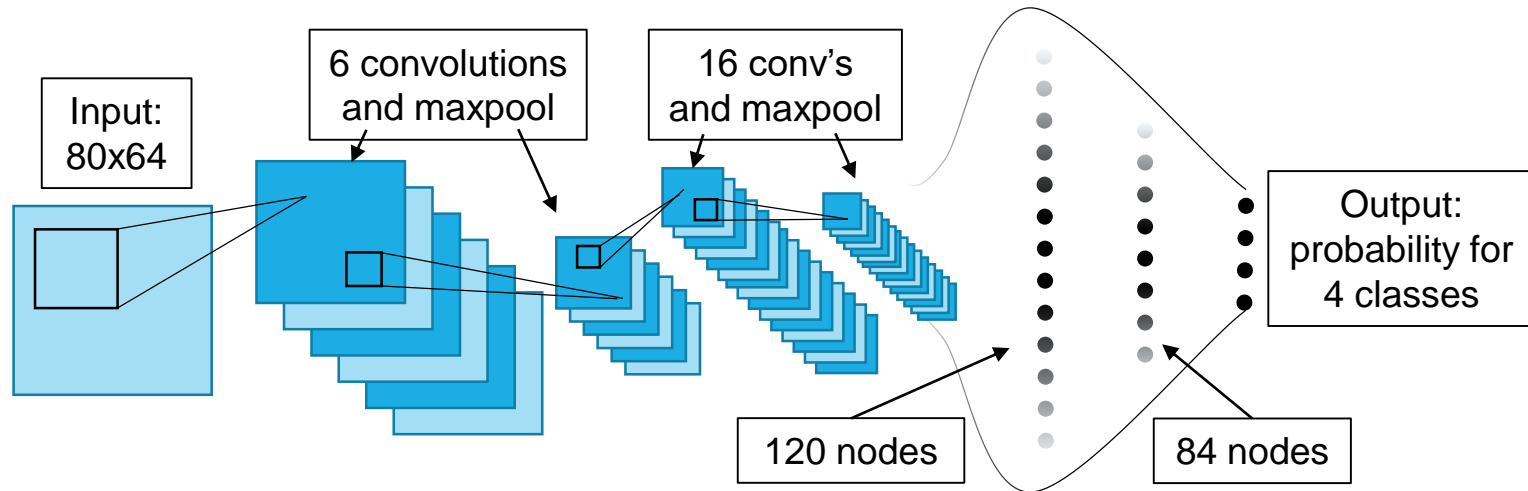 Input:
80x64
6 convolutions
and maxpool
16 conv's
and maxpool
120 nodes
84 nodes
Output:
probability for
4 classes